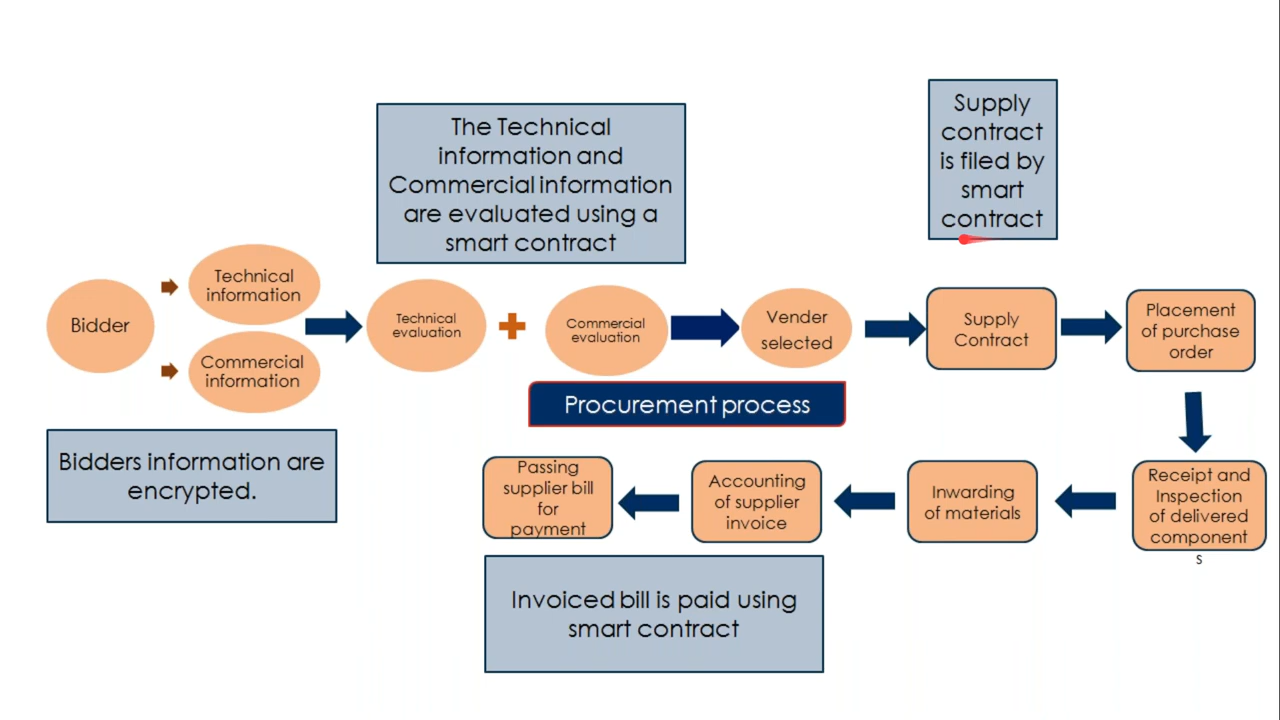 Supply
contract
is filed by
smart
contract
The Technical
information and
Commercial information
are evaluated using a
smart contract
Bidder
Technical
information
Commercial
information
Technical
evaluation
Commercial
evaluation
Vender
selected
Supply
Contract
Placement
of purchase
order
Procurement process
Bidders information are
encrypted.
Passing
supplier bill
for
payment
Accounting
of supplier
invoice
Inwarding
of materials
Receipt and
Inspection
of delivered
component
s
Invoiced bill is paid using
smart contract